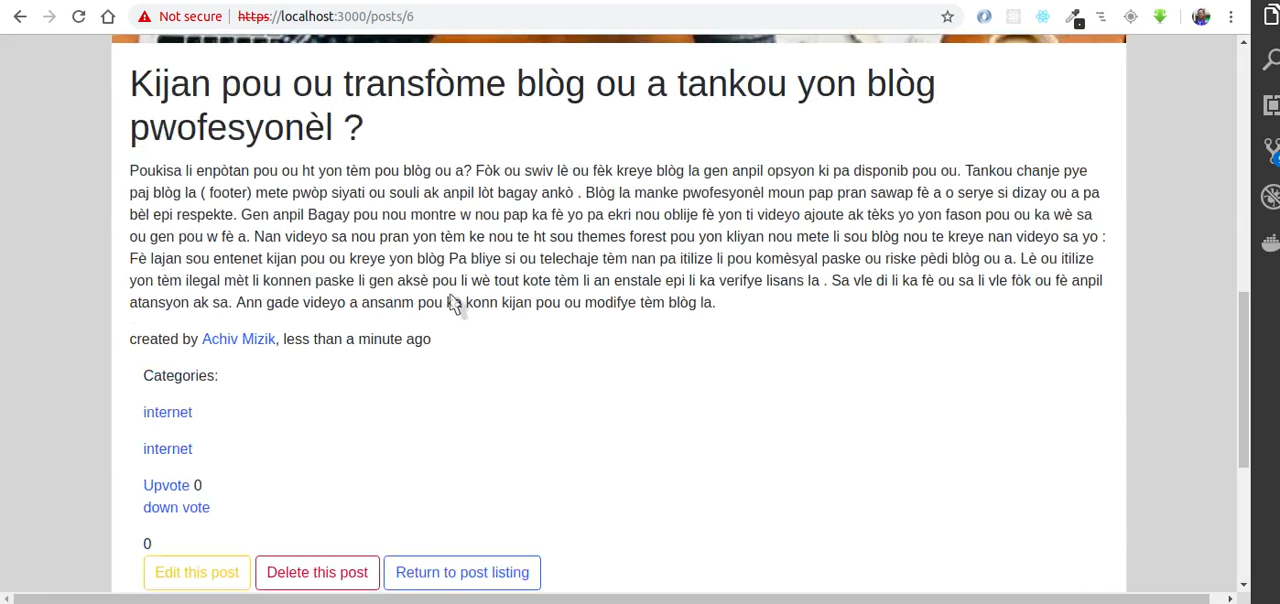 Not secure
https://localhost:3000/posts/6
Kijan pou ou transfòme blòg ou a tankou yon blòg
pwofesyonèl ?
Poukisa li enpòtan pou ou ht yon tèm pou blòg ou a? Fòk ou swiv lè ou fèk kreye blòg la gen anpil opsyon ki pa disponib pou ou. Tankou chanje pye
paj blòg la ( footer) mete pwòp siyati ou souli ak anpil lòt bagay ankò . Blòg la manke pwofesyonèl moun pap pran sawap fè a o serye si dizay ou a pa
bèl epi respekte. Gen anpil Bagay pou nou montre w nou pap ka fè yo pa ekri nou oblije fè yon ti videyo ajoute ak tèks yo yon fason pou ou ka wè sa
ou gen pou w fè a. Nan videyo sa nou pran yon tèm ke nou te ht sou themes forest pou yon kliyan nou mete li sou blòg nou te kreye nan videyo sa yo :
Fè lajan sou entenet kijan pou ou kreye yon blòg Pa bliye si ou telechaje tèm nan pa itilize li pou komèsyal paske ou riske pèdi blòg ou a. Lè ou itilize
yon tèm ilegal mèt li konnen paske li gen aksè pou li wè tout kote tèm li an enstale epi li ka verifye lisans la . Sa vle di li ka fè ou sa li vle fòk ou fè anpil
atansyon ak sa. Ann gade videyo a ansanm pou ka konn kijan pou ou modifye tèm blòg la.
created by Achiv Mizik, less than a minute ago
Categories:
internet
internet
Upvote 0
down vote
0
Edit this post Delete this post Return to post listing